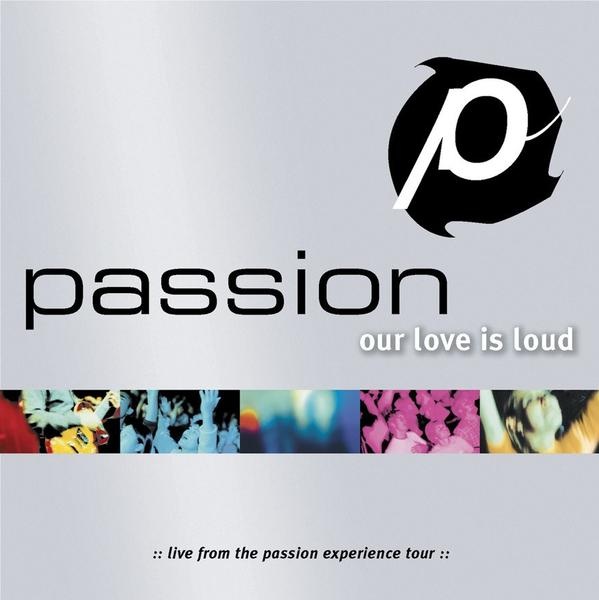 p
passion
our love is loud
:: live from the passion experience tour ::